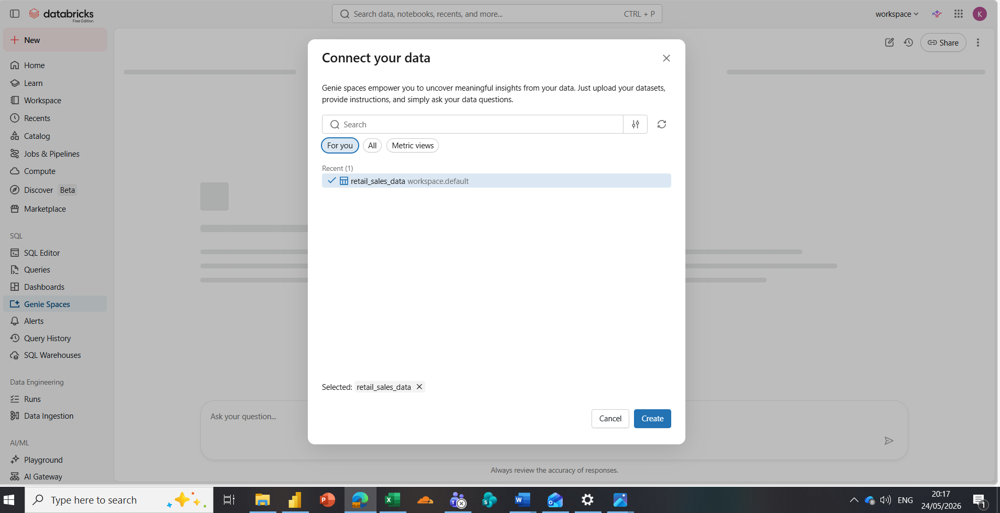 databricks
Free Edition
Search data, notebooks, recents, and more...
CTRL + P
workspace
K
New
Home
Learn
Workspace
Recents
Catalog
Jobs & Pipelines
Compute
Discover Beta
Marketplace
SQL
SQL Editor
Queries
Dashboards
Genie Spaces
Alerts
Query History
SQL Warehouses
Data Engineering
Runs
Data Ingestion
AI/ML
Playground
AI Gateway
Share
Connect your data
Genie spaces empower you to uncover meaningful insights from your data. Just upload your datasets,
provide instructions, and simply ask your data questions.
Search
For you
All
Metric views
Recent (1)
retail_sales_data workspace.default
Selected: retail_sales_data
Cancel
Create
Ask your question...
Always review the accuracy of responses.
Type here to search
P
X
T
S
W
O
ENG
20:17
24/05/2026
1